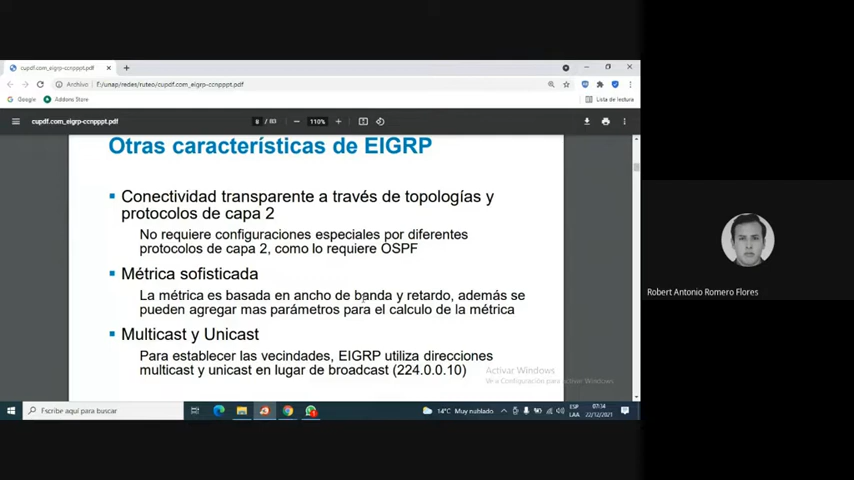 cupdf.com_eigrp-ccnpppt.pdf
Archivo | F:/unap/redes/ruteo/cupdf.com_eigrp-ccnpppt.pdf
Google Addons Store Lista de lectura
cupdf.com_eigrp-ccnpppt.pdf 8 / 83 110%
Otras características de EIGRP
Conectividad transparente a través de topologías y
protocolos de capa 2
No requiere configuraciones especiales por diferentes
protocolos de capa 2, como lo requiere OSPF
Métrica sofisticada
La métrica es basada en ancho de banda y retardo, además se
pueden agregar mas parámetros para el calculo de la métrica
Multicast y Unicast
Para establecer las vecindades, EIGRP utiliza direcciones
multicast y unicast en lugar de broadcast (224.0.0.10)
Activar Windows
Ve a Configuración para activar Windows.
Robert Antonio Romero Flores
Escribe aquí para buscar
14°C Muy nublado
ESP
LAA
07:14
22/12/2021